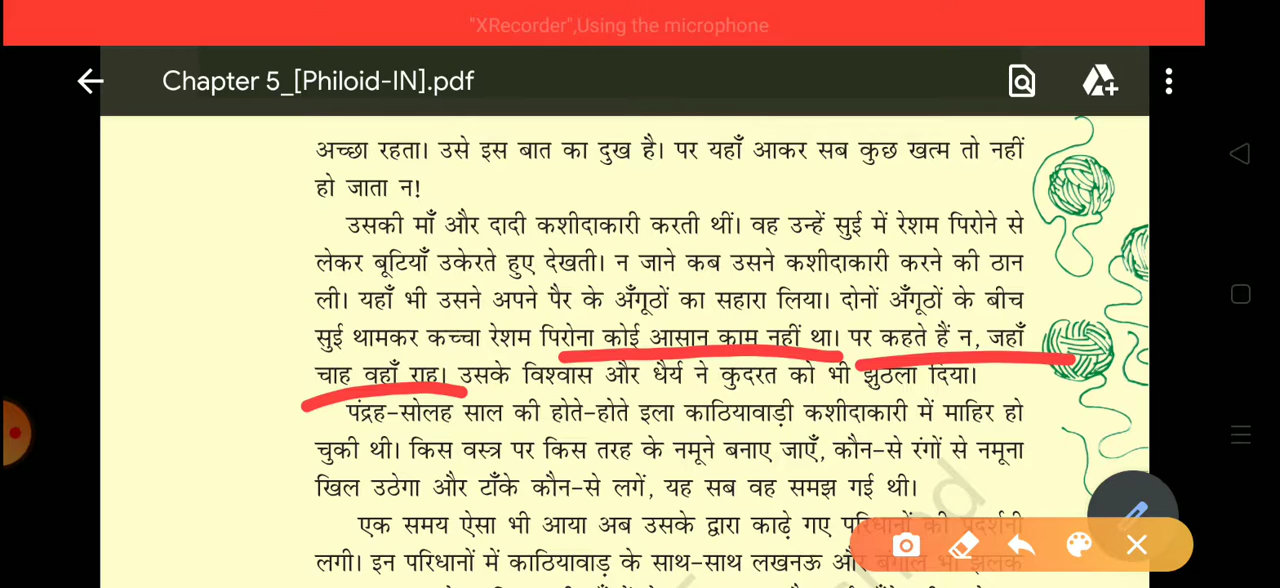 "XRecorder",Using the microphone
Chapter 5_[Philoid-IN].pdf
अच्छा रहता। उसे इस बात का दुख है। पर यहाँ आकर सब कुछ खत्म तो नहीं
हो जाता न!
उसकी माँ और दादी कशीदाकारी करती थीं। वह उन्हें सुई में रेशम पिरोने से
लेकर बूटियाँ उकेरते हुए देखती। न जाने कब उसने कशीदाकारी करने की ठान
ली। यहाँ भी उसने अपने पैर के अँगूठों का सहारा लिया। दोनों अँगूठों के बीच
सुई थामकर कच्चा रेशम पिरोना कोई आसान काम नहीं था। पर कहते हैं न, जहाँ
चाह वहाँ राह। उसके विश्वास और धैर्य ने कुदरत को भी झुठला दिया।
पंद्रह-सोलह साल की होते-होते इला काठियावाड़ी कशीदाकारी में माहिर हो
चुकी थी। किस वस्त्र पर किस तरह के नमूने बनाए जाएँ, कौन-से रंगों से नमूना
खिल उठेगा और टाँके कौन-से लगें, यह सब वह समझ गई थी।
एक समय ऐसा भी आया अब उसके द्वारा काढ़े गए परिधानों की प्रदर्शनी
लगी। इन परिधानों में काठियावाड़ के साथ-साथ लखनऊ और बंगाल भी झलक